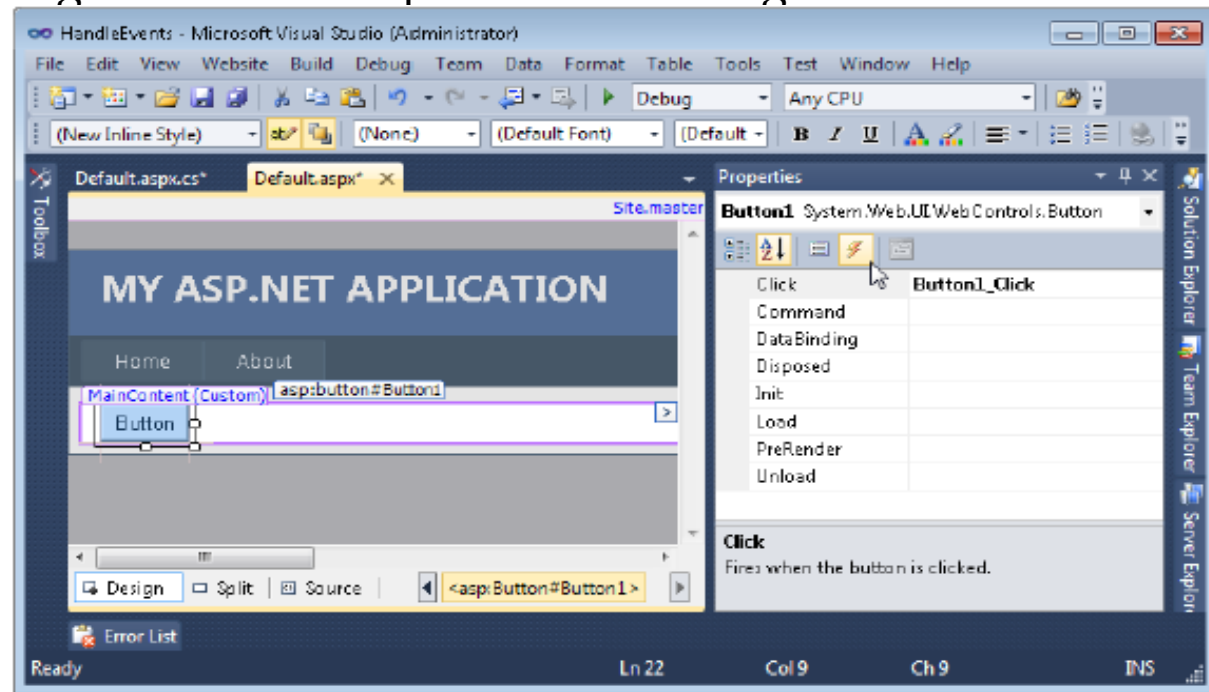 HandleEvents - Microsoft Visual Studio (Administrator)
File Edit View Website Build Debug Team Data Format Table Tools Test Window Help
Debug Any CPU
(New Inline Style) (None) (Default Font) (Default B I U A
Toolbox
Default.aspx.cs* Default.aspx*
Site.master
MY ASP.NET APPLICATION
Home About
MainContent (Custom) asp:button#Button1
Button
Design Split Source <asp:Button#Button1>
Properties
Button1 System.Web.UI.WebControls.Button
Click Button1_Click
Command
DataBinding
Disposed
Init
Load
PreRender
Unload
Click
Fires when the button is clicked.
Solution Explorer
Team Explorer
Server Explor
Error List
Ready Ln 22 Col 9 Ch 9 INS